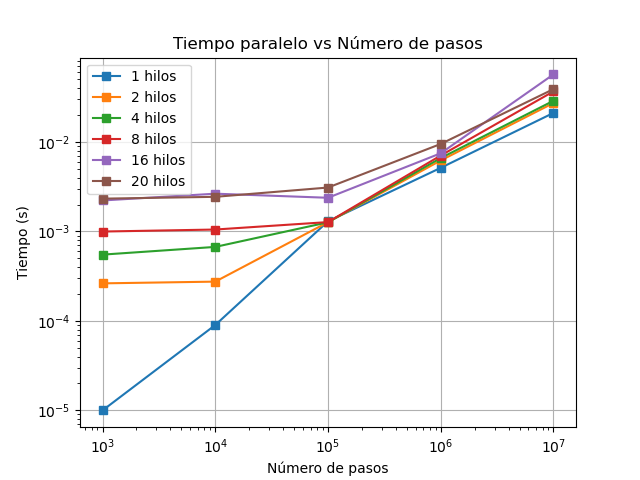 Tiempo paralelo vs Número de pasos
1 hilos
2 hilos
4 hilos
8 hilos
16 hilos
20 hilos
Tiempo (s)
10⁻²
10⁻³
10⁻⁴
10⁻⁵
10³ 10⁴ 10⁵ 10⁶ 10⁷
Número de pasos